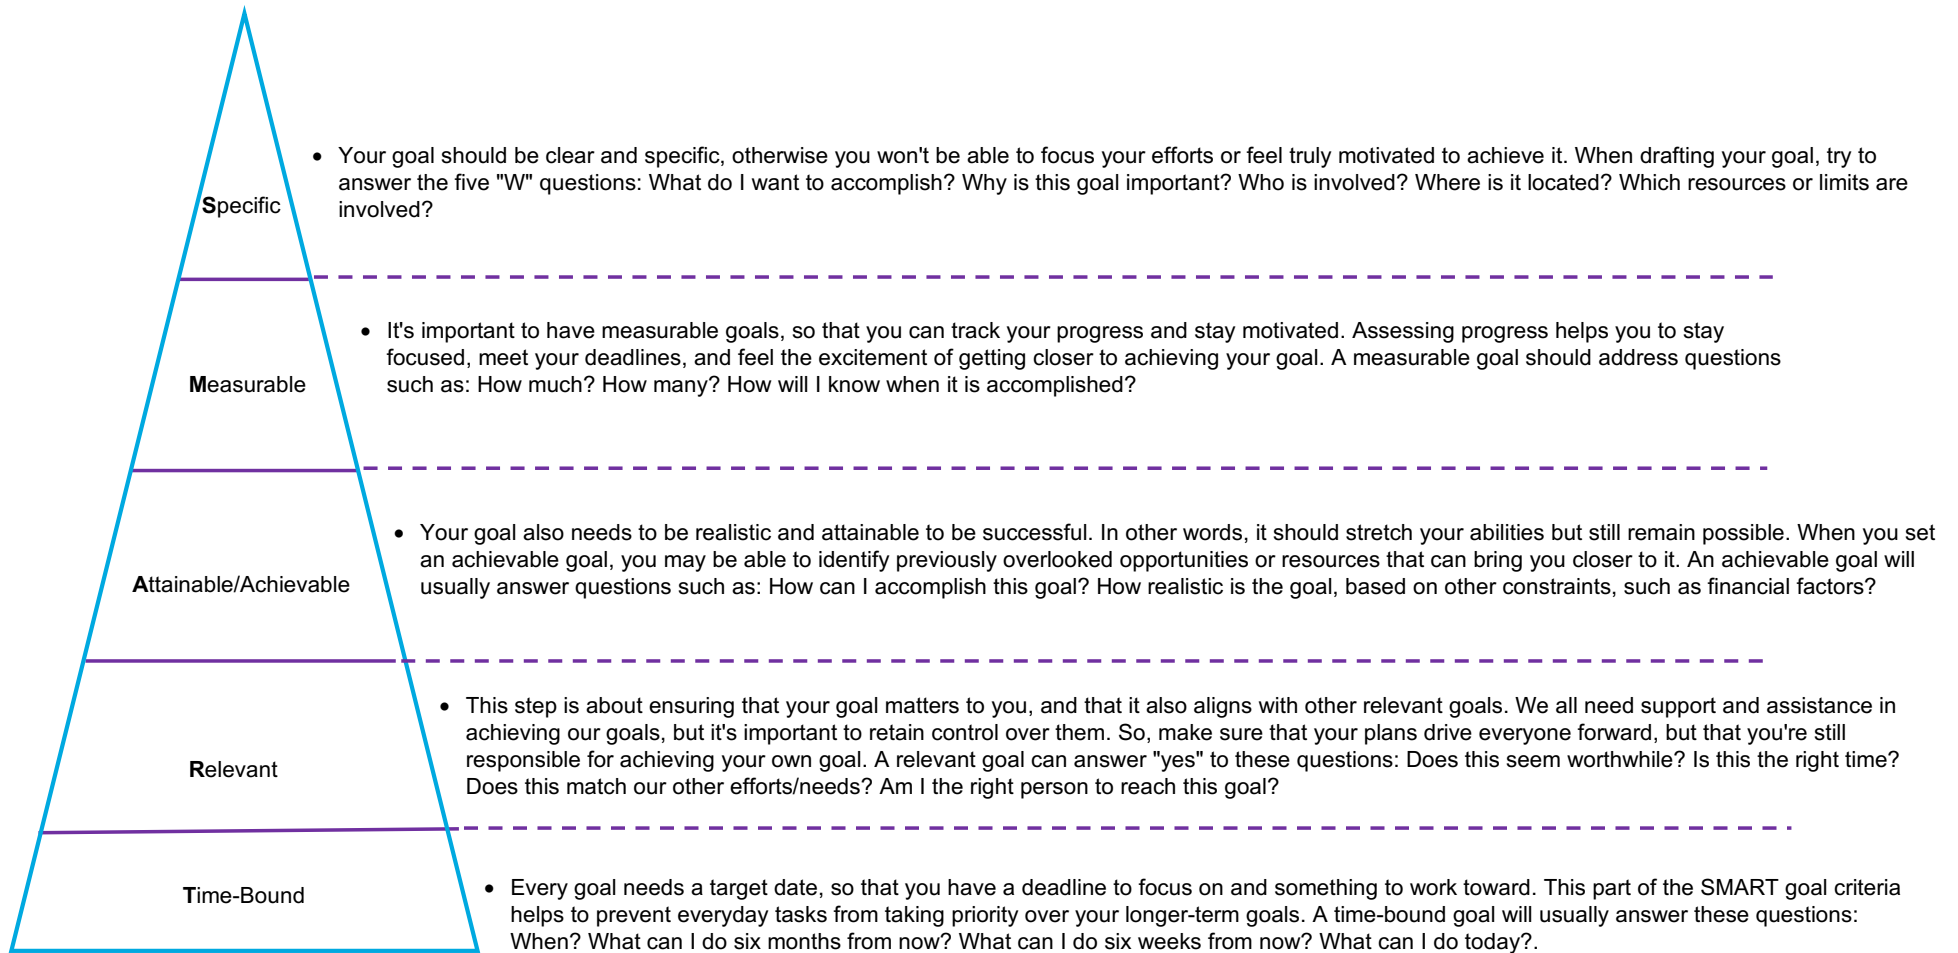 Specific
• Your goal should be clear and specific, otherwise you won't be able to focus your efforts or feel truly motivated to achieve it. When drafting your goal, try to
answer the five "W" questions: What do I want to accomplish? Why is this goal important? Who is involved? Where is it located? Which resources or limits are
involved?
Measurable
• It's important to have measurable goals, so that you can track your progress and stay motivated. Assessing progress helps you to stay
focused, meet your deadlines, and feel the excitement of getting closer to achieving your goal. A measurable goal should address questions
such as: How much? How many? How will I know when it is accomplished?
Attainable/Achievable
• Your goal also needs to be realistic and attainable to be successful. In other words, it should stretch your abilities but still remain possible. When you set
an achievable goal, you may be able to identify previously overlooked opportunities or resources that can bring you closer to it. An achievable goal will
usually answer questions such as: How can I accomplish this goal? How realistic is the goal, based on other constraints, such as financial factors?
Relevant
• This step is about ensuring that your goal matters to you, and that it also aligns with other relevant goals. We all need support and assistance in
achieving our goals, but it's important to retain control over them. So, make sure that your plans drive everyone forward, but that you're still
responsible for achieving your own goal. A relevant goal can answer "yes" to these questions: Does this seem worthwhile? Is this the right time?
Does this match our other efforts/needs? Am I the right person to reach this goal?
Time-Bound
• Every goal needs a target date, so that you have a deadline to focus on and something to work toward. This part of the SMART goal criteria
helps to prevent everyday tasks from taking priority over your longer-term goals. A time-bound goal will usually answer these questions:
When? What can I do six months from now? What can I do six weeks from now? What can I do today?.